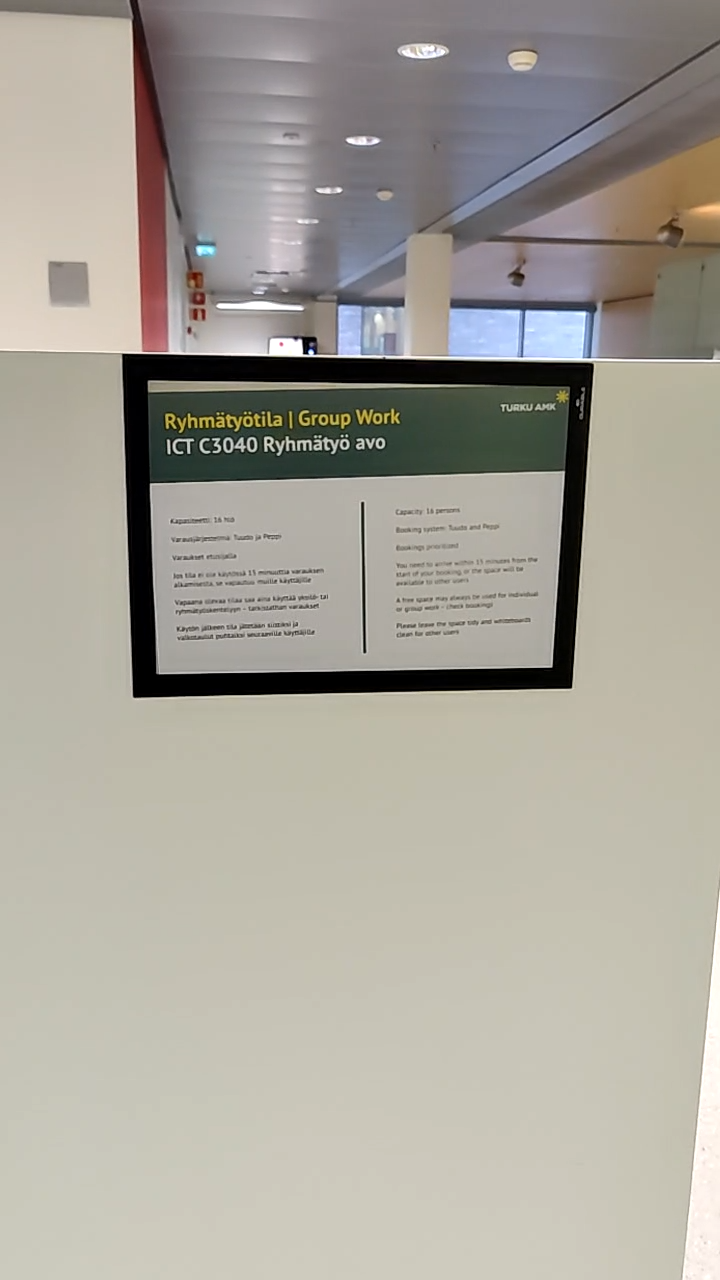 Ryhmätyötila | Group Work
ICT C3040 Ryhmätyö avo
TURKU AMK
Kapasiteetti: 16 hlö
Varausjärjestelmä: Tuudo ja Peppi
Varaukset etusijalla
Jos tila ei ole käytössä 15 minuuttia varauksen
alkamisesta, se vapautuu muille käyttäjille
Vapaana olevaa tilaa saa aina käyttää yksilö- tai
ryhmätyöskentelyyn – tarkistathan varaukset
Käytön jälkeen tila jätetään siistiksi ja
valkotaulut puhtaiksi seuraaville käyttäjille
Capacity: 16 persons
Booking system: Tuudo and Peppi
Bookings prioritized
You need to arrive within 15 minutes from the
start of your booking, or the space will be
available to other users
A free space may always be used for individual
or group work – check bookings!
Please leave the space tidy and whiteboards
clean for other users